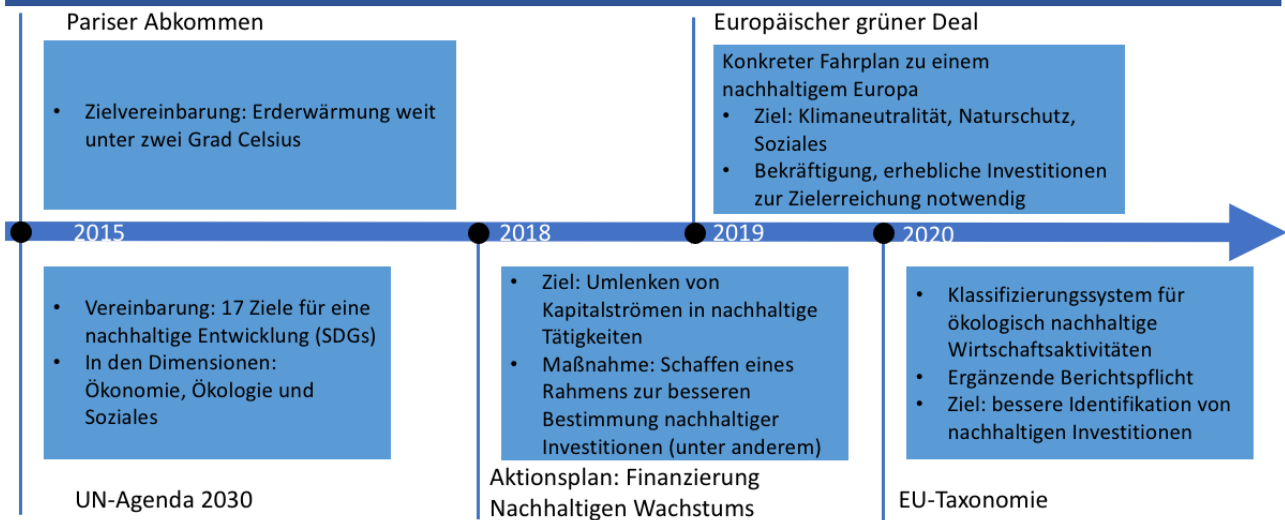 Pariser Abkommen
• Zielvereinbarung: Erderwärmung weit
unter zwei Grad Celsius
Europäischer grüner Deal
Konkreter Fahrplan zu einem
nachhaltigem Europa
• Ziel: Klimaneutralität, Naturschutz,
Soziales
• Bekräftigung, erhebliche Investitionen
zur Zielerreichung notwendig
2015
2018
2019
2020
• Vereinbarung: 17 Ziele für eine
nachhaltige Entwicklung (SDGs)
• In den Dimensionen:
Ökonomie, Ökologie und
Soziales
UN-Agenda 2030
• Ziel: Umlenken von
Kapitalströmen in nachhaltige
Tätigkeiten
• Maßnahme: Schaffen eines
Rahmens zur besseren
Bestimmung nachhaltiger
Investitionen (unter anderem)
Aktionsplan: Finanzierung
Nachhaltigen Wachstums
• Klassifizierungssystem für
ökologisch nachhaltige
Wirtschaftsaktivitäten
• Ergänzende Berichtspflicht
• Ziel: bessere Identifikation von
nachhaltigen Investitionen
EU-Taxonomie